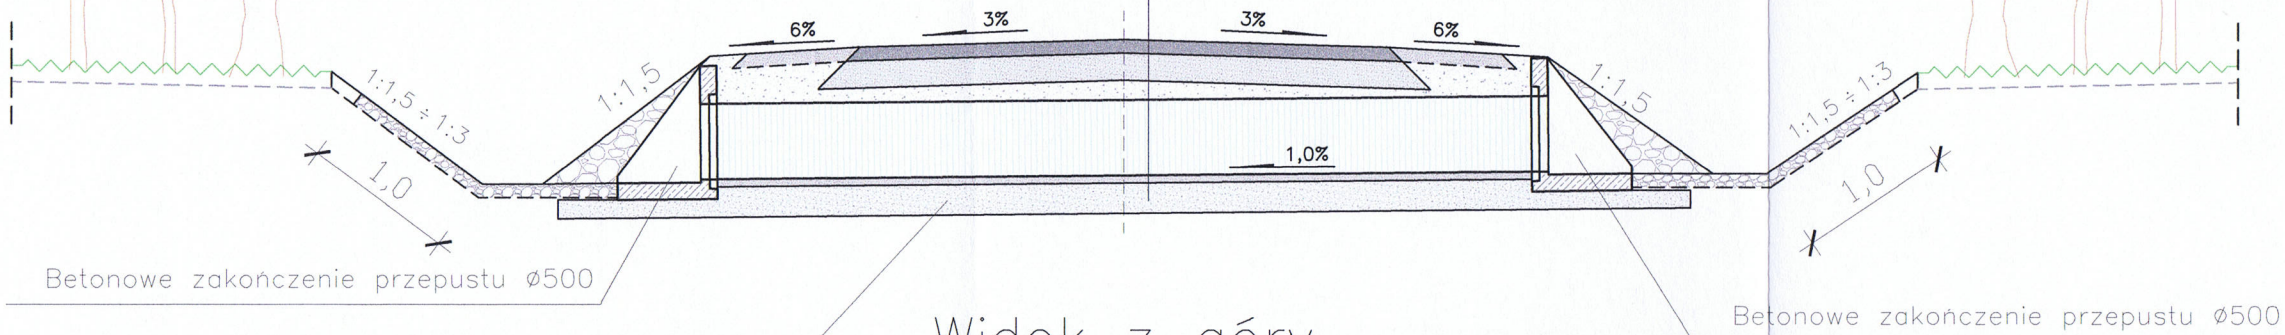 6% 3% 3% 6%
1:1,5 ÷ 1:3 1:1,5 1:1,5 1:1,5 ÷ 1:3
1,0% 
1,0 1,0
Betonowe zakończenie przepustu ø500
Betonowe zakończenie przepustu ø500
Widok z góry